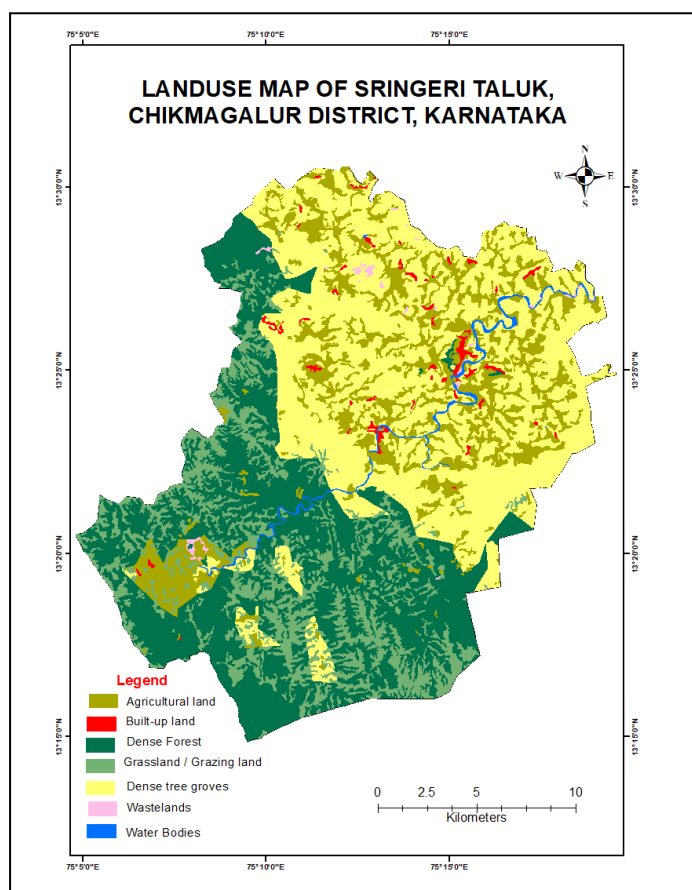 75°5'0"E 75°10'0"E 75°15'0"E
LANDUSE MAP OF SRINGERI TALUK,
CHIKMAGALUR DISTRICT, KARNATAKA
N
W E
S
13°30'0"N 13°30'0"N
13°25'0"N 13°25'0"N
13°20'0"N 13°20'0"N
13°15'0"N 13°15'0"N
Legend
Agricultural land
Built-up land
Dense Forest
Grassland / Grazing land
Dense tree groves
Wastelands
Water Bodies
0 2.5 5 10
Kilometers
75°5'0"E 75°10'0"E 75°15'0"E